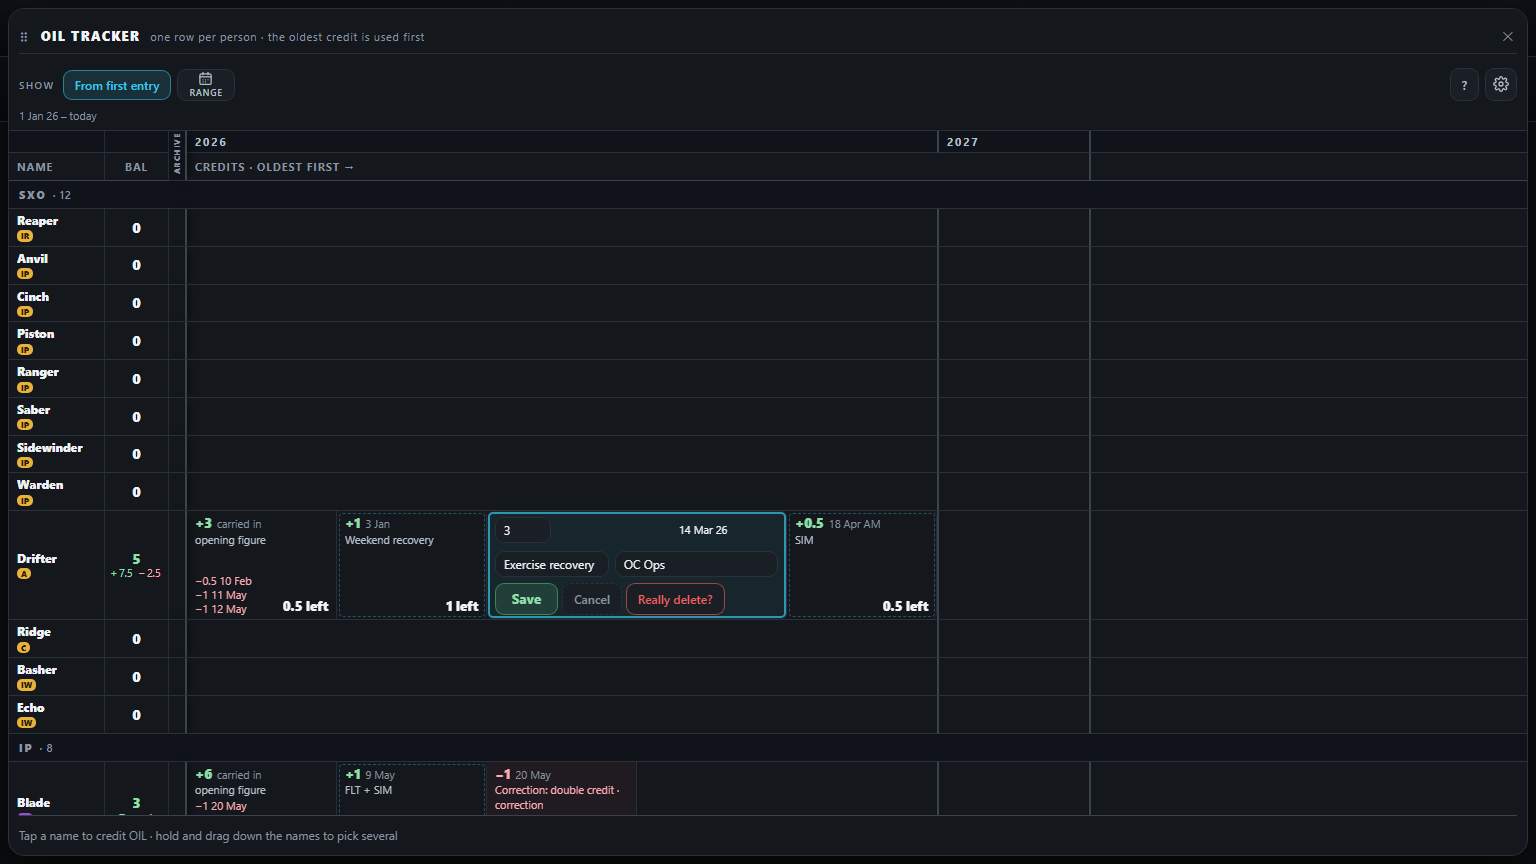 OIL TRACKER one row per person · the oldest credit is used first
SHOW From first entry RANGE ?
1 Jan 26 – today
ARCHIVE 2026 2027
NAME BAL CREDITS · OLDEST FIRST →
SXO · 12
Reaper 0
IR
Anvil 0
IP
Cinch 0
IP
Piston 0
IP
Ranger 0
IP
Saber 0
IP
Sidewinder 0
IP
Warden 0
IP
Drifter
A
5
+7.5 −2.5
+3 carried in
opening figure
−0.5 10 Feb
−1 11 May
−1 12 May
0.5 left
+1 3 Jan
Weekend recovery
1 left
3 14 Mar 26
Exercise recovery OC Ops
Save Cancel Really delete?
+0.5 18 Apr AM
SIM
0.5 left
Ridge 0
C
Basher 0
IW
Echo 0
IW
IP · 8
Blade
3
+6 carried in
opening figure
−1 20 May
+1 9 May
FLT + SIM
−1 20 May
Correction: double credit ·
correction
Tap a name to credit OIL · hold and drag down the names to pick several